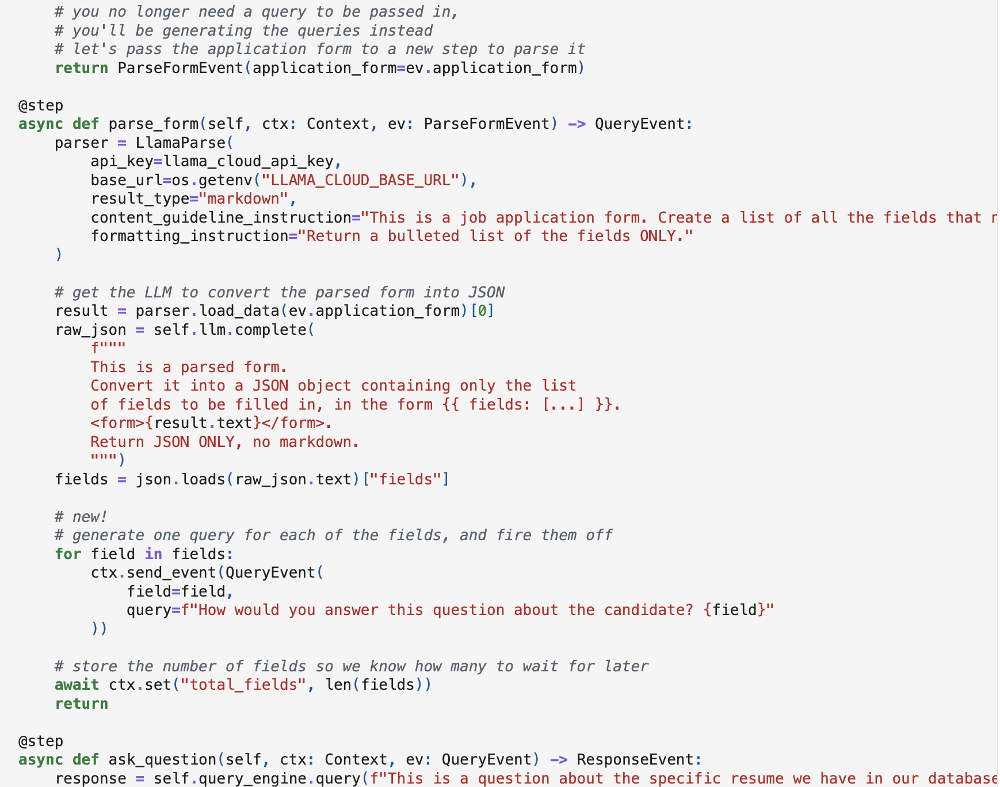 # you no longer need a query to be passed in,
# you'll be generating the queries instead
# let's pass the application form to a new step to parse it
return ParseFormEvent(application_form=ev.application_form)
@step
async def parse_form(self, ctx: Context, ev: ParseFormEvent) -> QueryEvent:
parser = LlamaParse(
api_key=llama_cloud_api_key,
base_url=os.getenv("LLAMA_CLOUD_BASE_URL"),
result_type="markdown",
content_guideline_instruction="This is a job application form. Create a list of all the fields that
formatting_instruction="Return a bulleted list of the fields ONLY."
)
# get the LLM to convert the parsed form into JSON
result = parser.load_data(ev.application_form)[0]
raw_json = self.llm.complete(
f"""
This is a parsed form.
Convert it into a JSON object containing only the list
of fields to be filled in, in the form {{ fields: [...] }}.
<form>{result.text}</form>.
Return JSON ONLY, no markdown.
""")
fields = json.loads(raw_json.text)["fields"]
# new!
# generate one query for each of the fields, and fire them off
for field in fields:
ctx.send_event(QueryEvent(
field=field,
query=f"How would you answer this question about the candidate? {field}"
))
# store the number of fields so we know how many to wait for later
await ctx.set("total_fields", len(fields))
return
@step
async def ask_question(self, ctx: Context, ev: QueryEvent) -> ResponseEvent:
response = self.query_engine.query(f"This is a question about the specific resume we have in our database